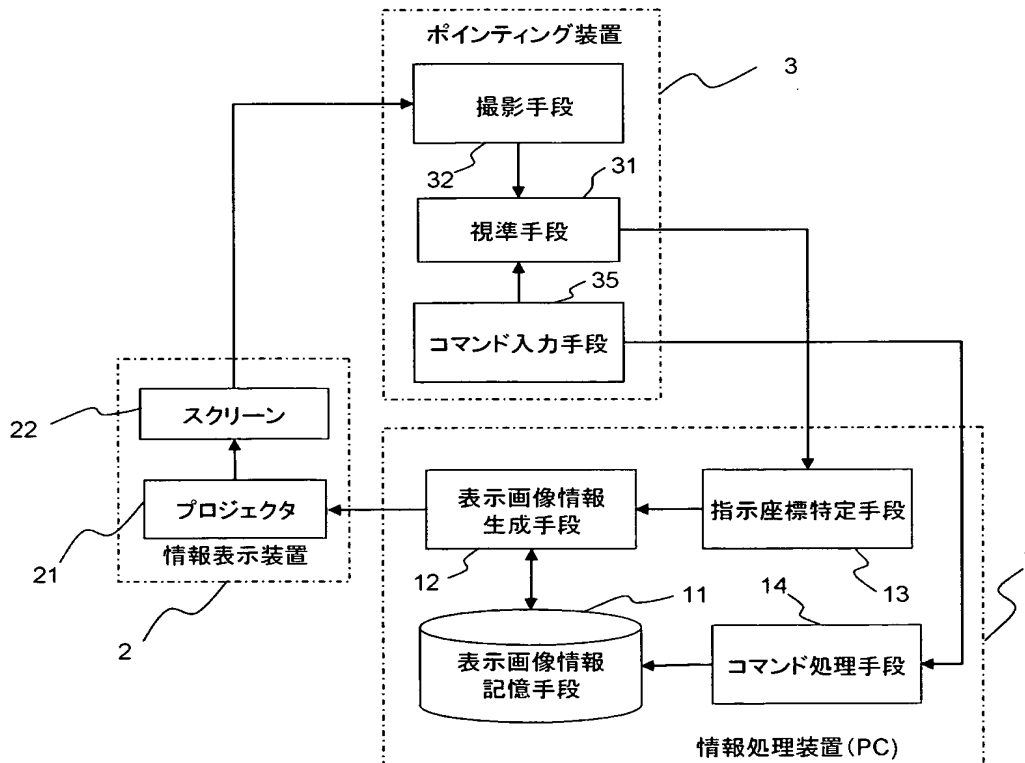 ポインティング装置
3
撮影手段
32
31
視準手段
35
コマンド入力手段
スクリーン
22
プロジェクタ
21
情報表示装置
2
表示画像情報
生成手段
12
指示座標特定手段
13
11
14
表示画像情報
記憶手段
コマンド処理手段
情報処理装置(PC)